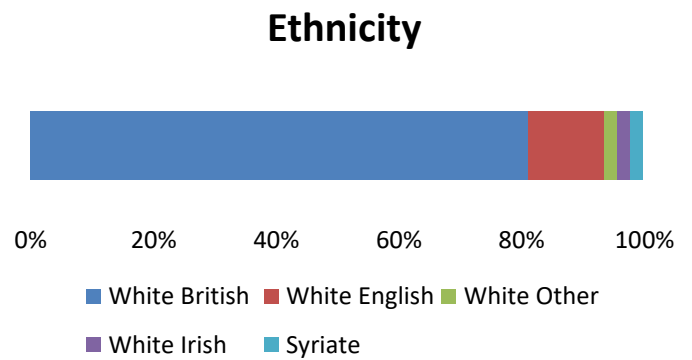 Ethnicity
0% 20% 40% 60% 80% 100%
White British White English White Other
White Irish Syriate